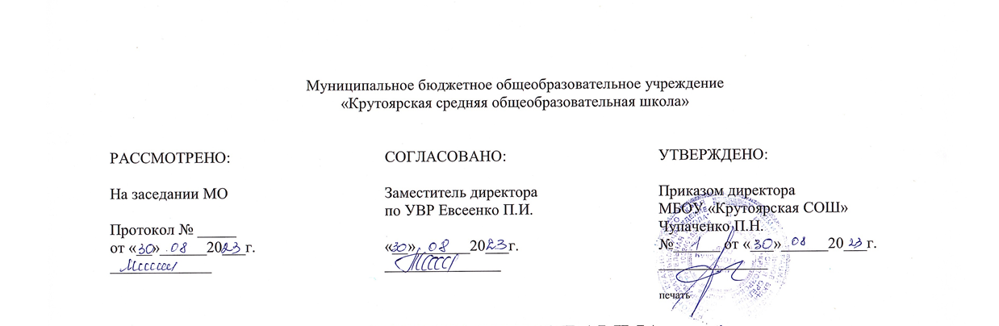 Муниципальное бюджетное общеобразовательное учреждение
«Крутоярская средняя общеобразовательная школа»
РАССМОТРЕНО:
На заседании МО
Протокол № ______
от «30» 08 2023 г.
СОГЛАСОВАНО:
Заместитель директора
по УВР Евсеенко П.И.
«30» 08 2023 г.
УТВЕРЖДЕНО:
Приказом директора
МБОУ «Крутоярская СОШ»
Чупаченко П.Н.
№ 1 от «30» 08 2023 г.
печать